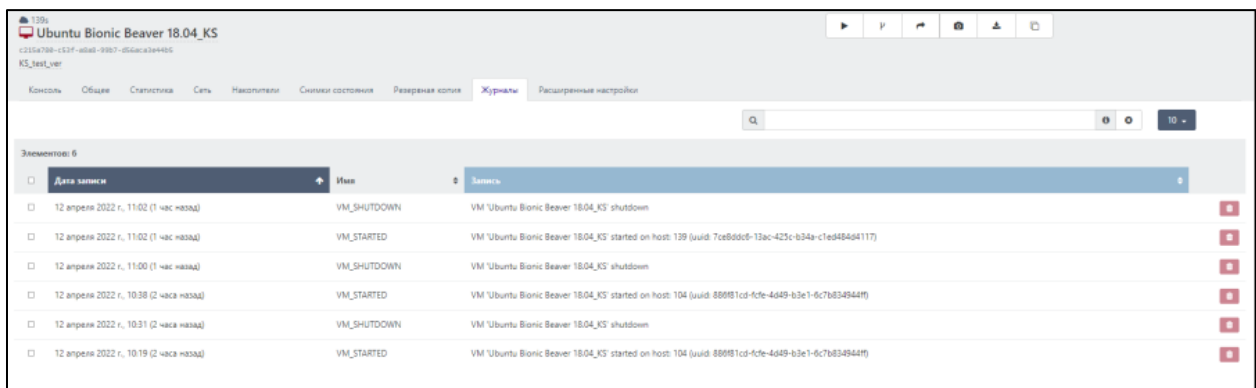 139s
Ubuntu Bionic Beaver 18.04_KS
KS_test_ver
Консоль Общее Статистика Сеть Накопители Снимки состояния Резервная копия Журналы Расширенные настройки
10
Элементов: 6
Дата записи Имя Запись
12 апреля 2022 г., 11:02 (1 час назад) VM_SHUTDOWN VM 'Ubuntu Bionic Beaver 18.04_KS' shutdown
12 апреля 2022 г., 11:02 (1 час назад) VM_STARTED VM 'Ubuntu Bionic Beaver 18.04_KS' started on host: 139 (uuid: 7ce8ddc6-13ac-425c-b34a-c1ed484d4117)
12 апреля 2022 г., 11:00 (1 час назад) VM_SHUTDOWN VM 'Ubuntu Bionic Beaver 18.04_KS' shutdown
12 апреля 2022 г., 10:38 (2 часа назад) VM_STARTED VM 'Ubuntu Bionic Beaver 18.04_KS' started on host: 104 (uuid: 886f81cd-fcfe-4d49-b3e1-6c7b834944ff)
12 апреля 2022 г., 10:31 (2 часа назад) VM_SHUTDOWN VM 'Ubuntu Bionic Beaver 18.04_KS' shutdown
12 апреля 2022 г., 10:19 (2 часа назад) VM_STARTED VM 'Ubuntu Bionic Beaver 18.04_KS' started on host: 104 (uuid: 886f81cd-fcfe-4d49-b3e1-6c7b834944ff)